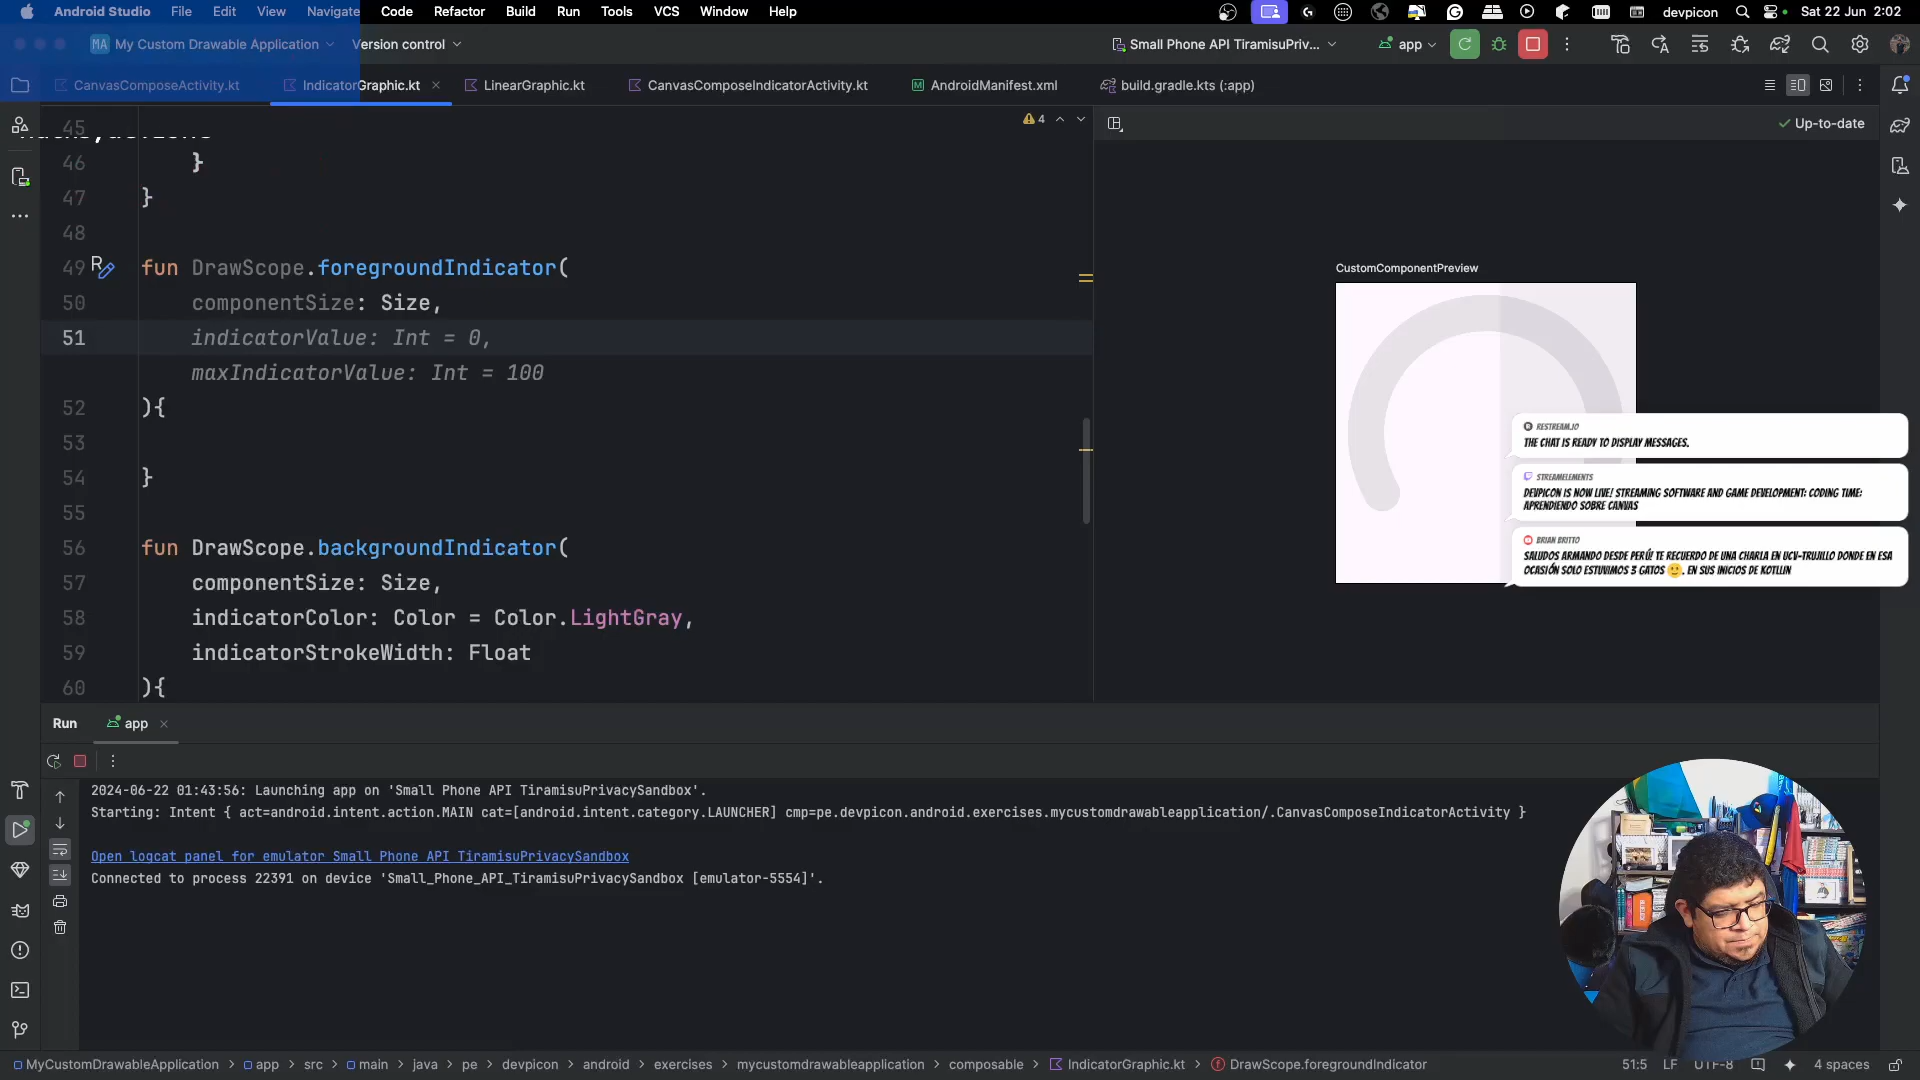 Android Studio File Edit View Navigate Code Refactor Build Run Tools VCS Window Help devpicon Sat 22 Jun 2:02
MA My Custom Drawable Application Version control Small Phone API TiramisuPriv... app
CanvasComposeActivity.kt IndicatorGraphic.kt LinearGraphic.kt CanvasComposeIndicatorActivity.kt AndroidManifest.xml build.gradle.kts (:app)
4 Up-to-date
45
46 }
47 }
48
49 fun DrawScope.foregroundIndicator(
50 componentSize: Size,
51 indicatorValue: Int = 0,
maxIndicatorValue: Int = 100
52 ){
53
54 }
55
56 fun DrawScope.backgroundIndicator(
57 componentSize: Size,
58 indicatorColor: Color = Color.LightGray,
59 indicatorStrokeWidth: Float
60 ){
CustomComponentPreview
RESTREAM.IO
THE CHAT IS READY TO DISPLAY MESSAGES.
STREAMELEMENTS
DEVPICON IS NOW LIVE! STREAMING SOFTWARE AND GAME DEVELOPMENT: CODING TIME:
APRENDIENDO SOBRE CANVAS
BRIAN BRITTO
SALUDOS ARMANDO DESDE PERÚ! TE RECUERDO DE UNA CHARLA EN UCV-TRUJILLO DONDE EN ESA
OCASIÓN SOLO ESTUVIMOS 3 GATOS 🙂. EN SUS INICIOS DE KOTLLIN
Run app
2024-06-22 01:43:56: Launching app on 'Small Phone API TiramisuPrivacySandbox'.
Starting: Intent { act=android.intent.action.MAIN cat=[android.intent.category.LAUNCHER] cmp=pe.devpicon.android.exercises.mycustomdrawableapplication/.CanvasComposeIndicatorActivity }
Open logcat panel for emulator Small Phone API TiramisuPrivacySandbox
Connected to process 22391 on device 'Small_Phone_API_TiramisuPrivacySandbox [emulator-5554]'.
MyCustomDrawableApplication > app > src > main > java > pe > devpicon > android > exercises > mycustomdrawableapplication > composable > IndicatorGraphic.kt > DrawScope.foregroundIndicator 51:5 LF UTF-8 4 spaces